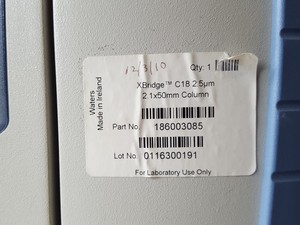 12/3/10 Qty: 1
XBridge™ C18 2.5µm
2.1x50mm Column
Waters
Made in Ireland
Part No. 186003085
Lot No 0116300191
For Laboratory Use Only